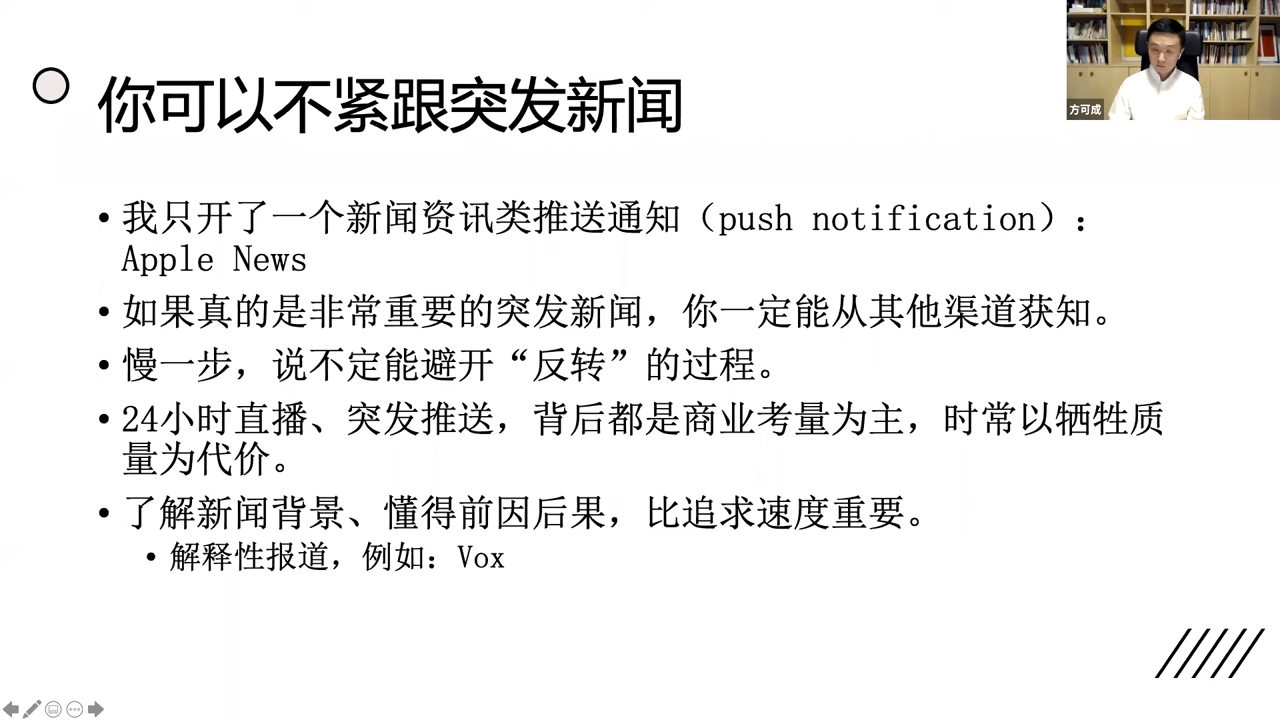 你可以不紧跟突发新闻
方可成
• 我只开了一个新闻资讯类推送通知（push notification）：
Apple News
• 如果真的是非常重要的突发新闻，你一定能从其他渠道获知。
• 慢一步，说不定能避开“反转”的过程。
• 24小时直播、突发推送，背后都是商业考量为主，时常以牺牲质
量为代价。
• 了解新闻背景、懂得前因后果，比追求速度重要。
• 解释性报道，例如：Vox